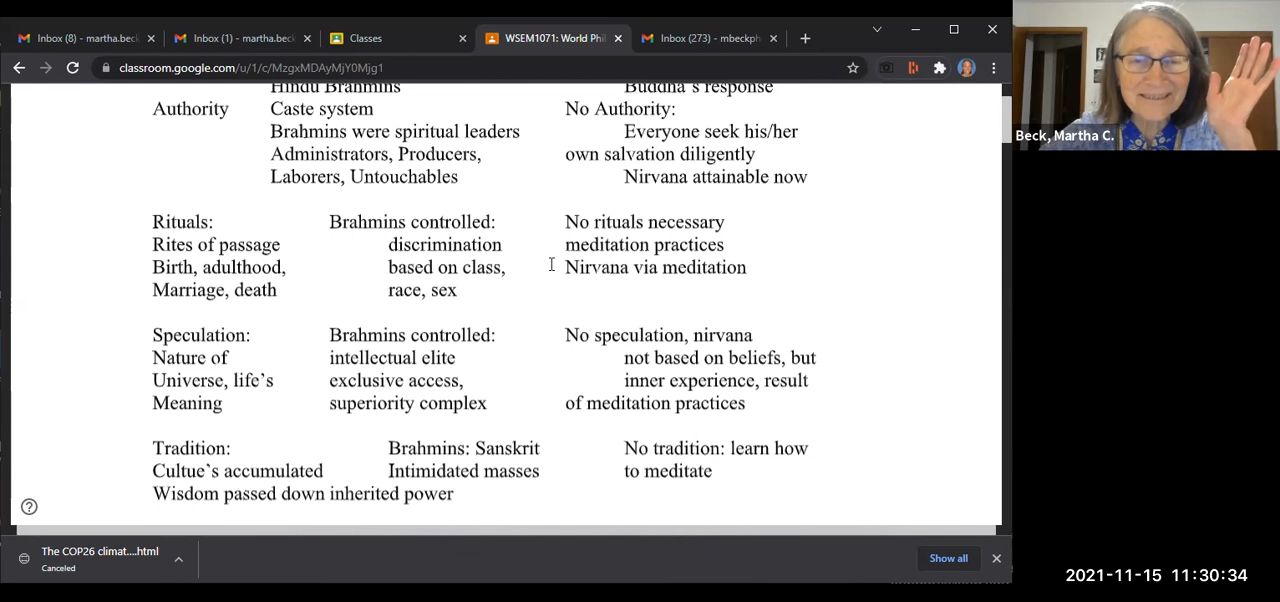 Inbox (8) - martha.bec
Inbox (1) - martha.bec
Classes
WSEM1071: World Phi
Inbox (273) - mbeckph
classroom.google.com/u/1/c/MzgxMDAyMjY0Mjg1
Beck, Martha C.
Hindu Brahmins Buddha's response
Authority Caste system No Authority:
Brahmins were spiritual leaders Everyone seek his/her
Administrators, Producers, own salvation diligently
Laborers, Untouchables Nirvana attainable now
Rituals: Brahmins controlled: No rituals necessary
Rites of passage discrimination meditation practices
Birth, adulthood, based on class, Nirvana via meditation
Marriage, death race, sex
Speculation: Brahmins controlled: No speculation, nirvana
Nature of intellectual elite not based on beliefs, but
Universe, life's exclusive access, inner experience, result
Meaning superiority complex of meditation practices
Tradition: Brahmins: Sanskrit No tradition: learn how
Cultue's accumulated Intimidated masses to meditate
Wisdom passed down inherited power
The COP26 climat....html
Canceled
Show all
2021-11-15 11:30:34